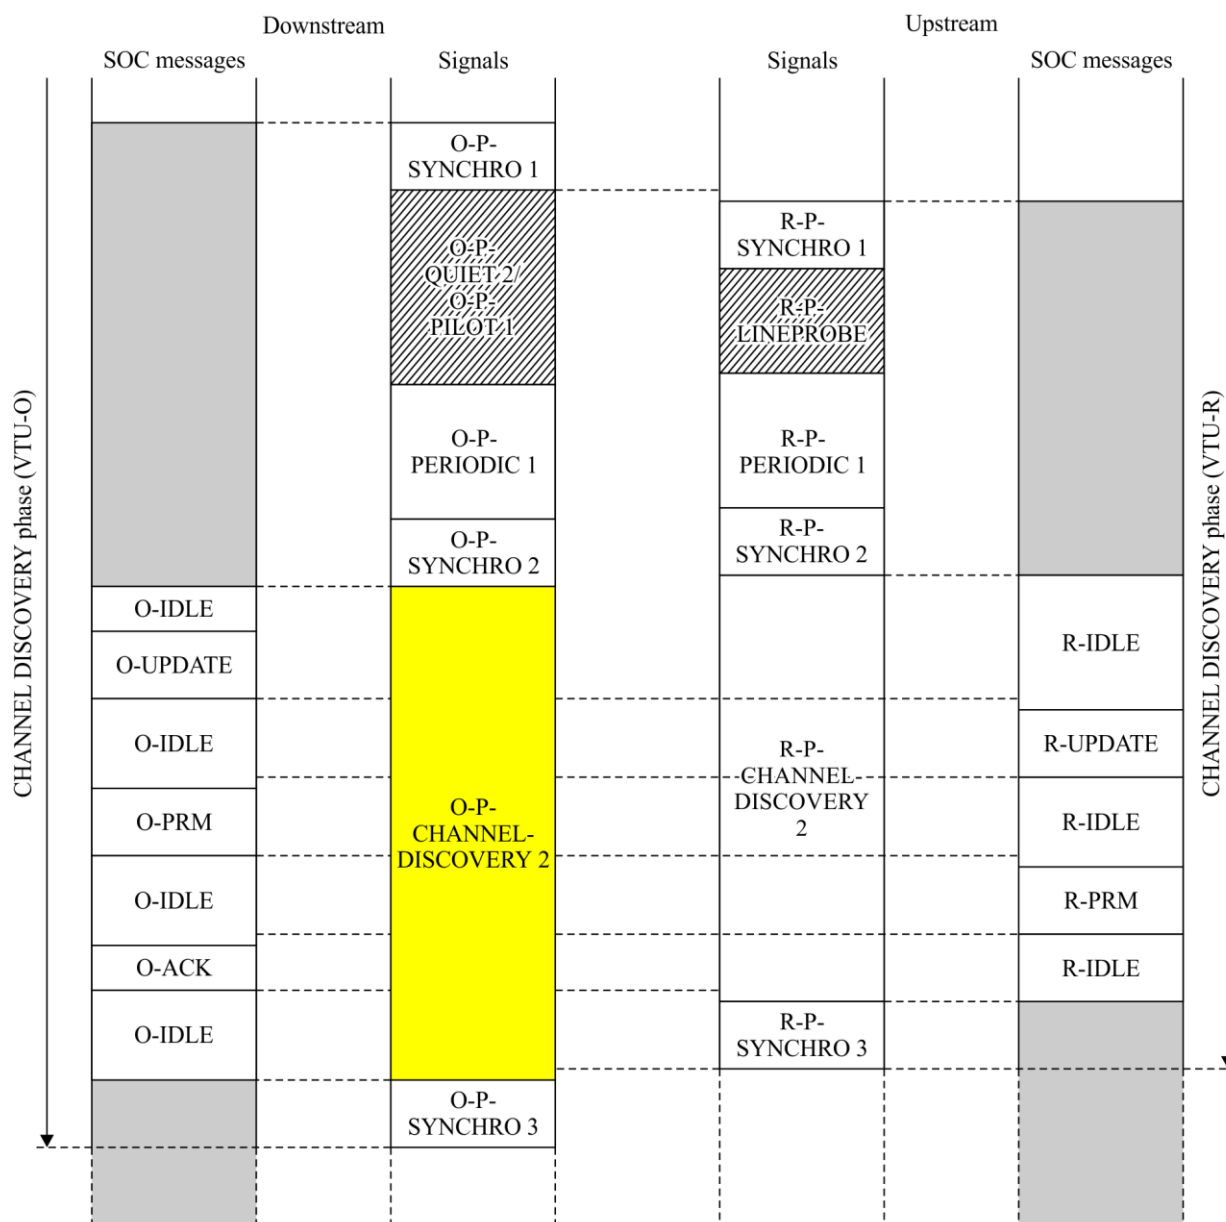 Downstream
Upstream
SOC messages
Signals
Signals
SOC messages
CHANNEL DISCOVERY phase (VTU-O)
O-IDLE
O-UPDATE
O-IDLE
O-PRM
O-IDLE
O-ACK
O-IDLE
O-P-
SYNCHRO 1
O-P-
QUIET 2/
O-P-
PILOT 1
O-P-
PERIODIC 1
O-P-
SYNCHRO 2
O-P-
CHANNEL-
DISCOVERY 2
O-P-
SYNCHRO 3
R-P-
SYNCHRO 1
R-P-
LINEPROBE
R-P-
PERIODIC 1
R-P-
SYNCHRO 2
R-P-
CHANNEL-
DISCOVERY
2
R-P-
SYNCHRO 3
R-IDLE
R-UPDATE
R-IDLE
R-PRM
R-IDLE
CHANNEL DISCOVERY phase (VTU-R)